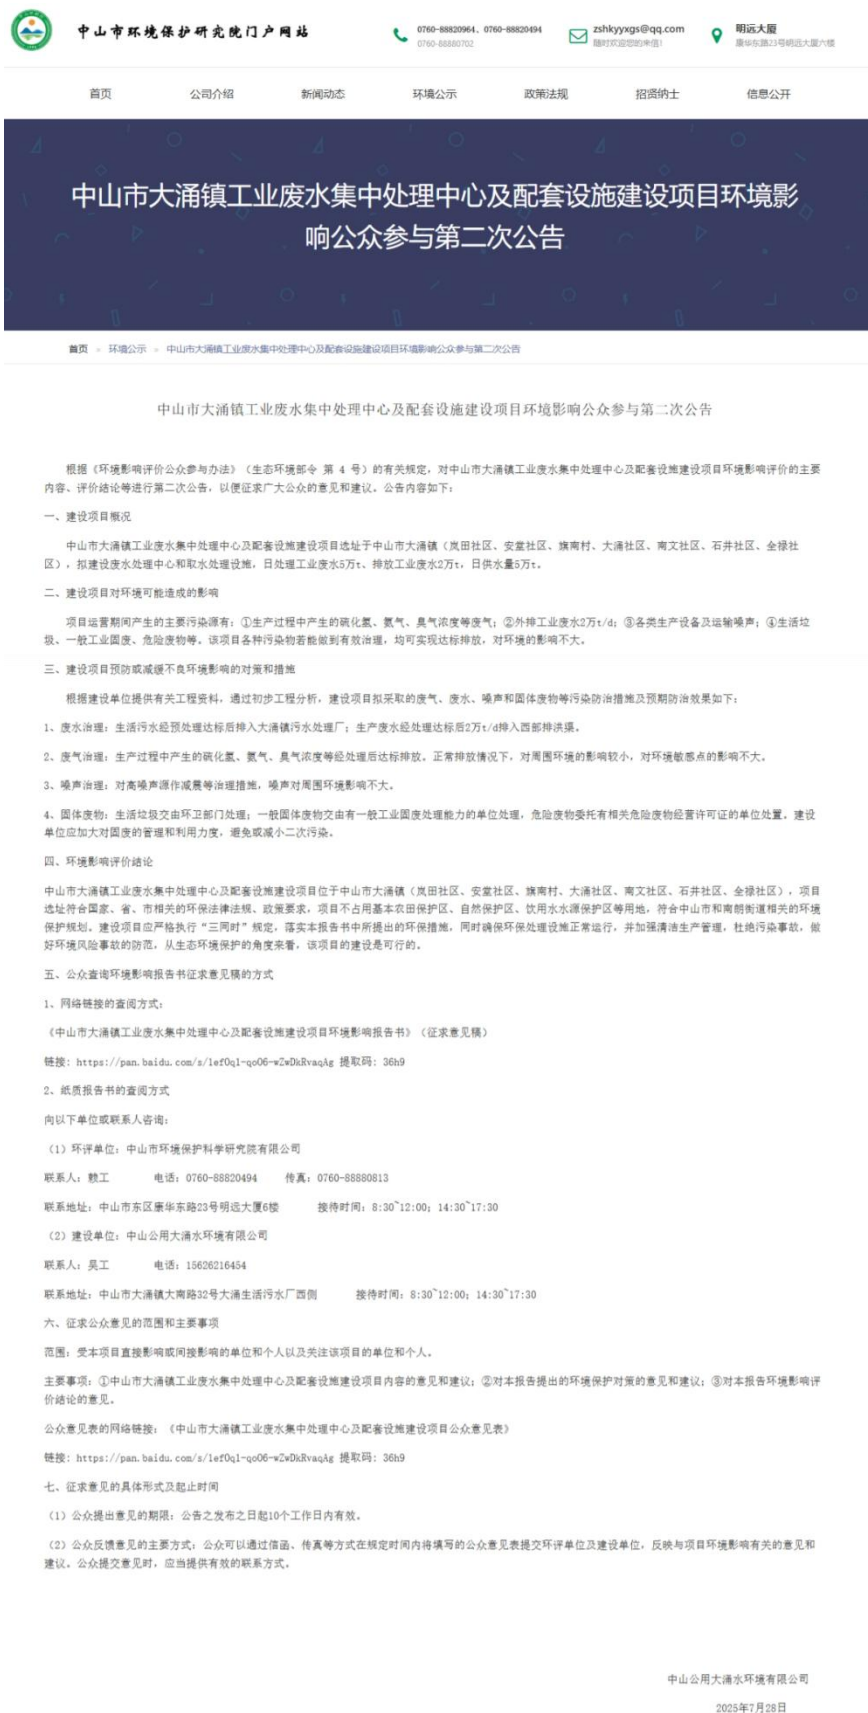 中山市环境保护研究院门户网站
0760-88820964、0760-88820494
0760-88880702
zshkyyxgs@qq.com
随时欢迎您的来信!
明远大厦
康华东路23号明远大厦六楼
首页 公司介绍 新闻动态 环境公示 政策法规 招贤纳士 信息公开
中山市大涌镇工业废水集中处理中心及配套设施建设项目环境影
响公众参与第二次公告
首页 » 环境公示 » 中山市大涌镇工业废水集中处理中心及配套设施建设项目环境影响公众参与第二次公告
中山市大涌镇工业废水集中处理中心及配套设施建设项目环境影响公众参与第二次公告
根据《环境影响评价公众参与办法》（生态环境部令 第 4 号）的有关规定，对中山市大涌镇工业废水集中处理中心及配套设施建设项目环境影响评价的主要
内容、评价结论等进行第二次公告，以便征求广大公众的意见和建议。公告内容如下：
一、建设项目概况
中山市大涌镇工业废水集中处理中心及配套设施建设项目选址于中山市大涌镇（岚田社区、安堂社区、旗南村、大涌社区、南文社区、石井社区、全禄社
区），拟建设废水处理中心和取水处理设施，日处理工业废水5万t、排放工业废水2万t，日供水量5万t。
二、建设项目对环境可能造成的影响
项目运营期间产生的主要污染源有：①生产过程中产生的硫化氢、氨气、臭气浓度等废气；②外排工业废水2万t/d；③各类生产设备及运输噪声；④生活垃
圾、一般工业固废、危险废物等。该项目各种污染物若能做到有效治理，均可实现达标排放，对环境的影响不大。
三、建设项目预防或减缓不良环境影响的对策和措施
根据建设单位提供有关工程资料，通过初步工程分析，建设项目拟采取的废气、废水、噪声和固体废物等污染防治措施及预期防治效果如下：
1、废水治理：生活污水经预处理达标后排入大涌镇污水处理厂；生产废水经处理达标后2万t/d排入西部排洪渠。
2、废气治理：生产过程中产生的硫化氢、氨气、臭气浓度等经处理后达标排放。正常排放情况下，对周围环境的影响较小，对环境敏感点的影响不大。
3、噪声治理：对高噪声源作减震等治理措施，噪声对周围环境影响不大。
4、固体废物：生活垃圾交由环卫部门处理；一般固体废物交由有一般工业固废处理能力的单位处理，危险废物委托有相关危险废物经营许可证的单位处置。建设
单位应加大对固废的管理和利用力度，避免或减小二次污染。
四、环境影响评价结论
中山市大涌镇工业废水集中处理中心及配套设施建设项目位于中山市大涌镇（岚田社区、安堂社区、旗南村、大涌社区、南文社区、石井社区、全禄社区），项目
选址符合国家、省、市相关的环保法律法规、政策要求，项目不占用基本农田保护区、自然保护区、饮用水水源保护区等用地，符合中山市和南朗街道相关的环境
保护规划。建设项目应严格执行“三同时”规定，落实本报告书中所提出的环保措施，同时确保环保处理设施正常运行，并加强清洁生产管理，杜绝污染事故，做
好环境风险事故的防范，从生态环境保护的角度来看，该项目的建设是可行的。
五、公众查询环境影响报告书征求意见稿的方式
1、网络链接的查阅方式：
《中山市大涌镇工业废水集中处理中心及配套设施建设项目环境影响报告书》（征求意见稿）
链接: https://pan.baidu.com/s/1ef0q1-qoO6-wZwDkRvaqAg 提取码: 36h9
2、纸质报告书的查阅方式
向以下单位或联系人咨询：
（1）环评单位：中山市环境保护科学研究院有限公司
联系人：赖工 电话：0760-88820494 传真：0760-88880813
联系地址：中山市东区康华东路23号明远大厦6楼 接待时间：8:30~12:00；14:30~17:30
（2）建设单位：中山公用大涌水环境有限公司
联系人：吴工 电话：15626216454
联系地址：中山市大涌镇大南路32号大涌生活污水厂西侧 接待时间：8:30~12:00；14:30~17:30
六、征求公众意见的范围和主要事项
范围：受本项目直接影响或间接影响的单位和个人以及关注该项目的单位和个人。
主要事项：①中山市大涌镇工业废水集中处理中心及配套设施建设项目内容的意见和建议；②对本报告提出的环境保护对策的意见和建议；③对本报告环境影响评
价结论的意见。
公众意见表的网络链接：《中山市大涌镇工业废水集中处理中心及配套设施建设项目公众意见表》
链接: https://pan.baidu.com/s/1ef0q1-qoO6-wZwDkRvaqAg 提取码: 36h9
七、征求意见的具体形式及起止时间
（1）公众提出意见的期限：公告之发布之日起10个工作日内有效。
（2）公众反馈意见的主要方式：公众可以通过信函、传真等方式在规定时间内将填写的公众意见表提交环评单位及建设单位，反映与项目环境影响有关的意见和
建议。公众提交意见时，应当提供有效的联系方式。
中山公用大涌水环境有限公司
2025年7月28日